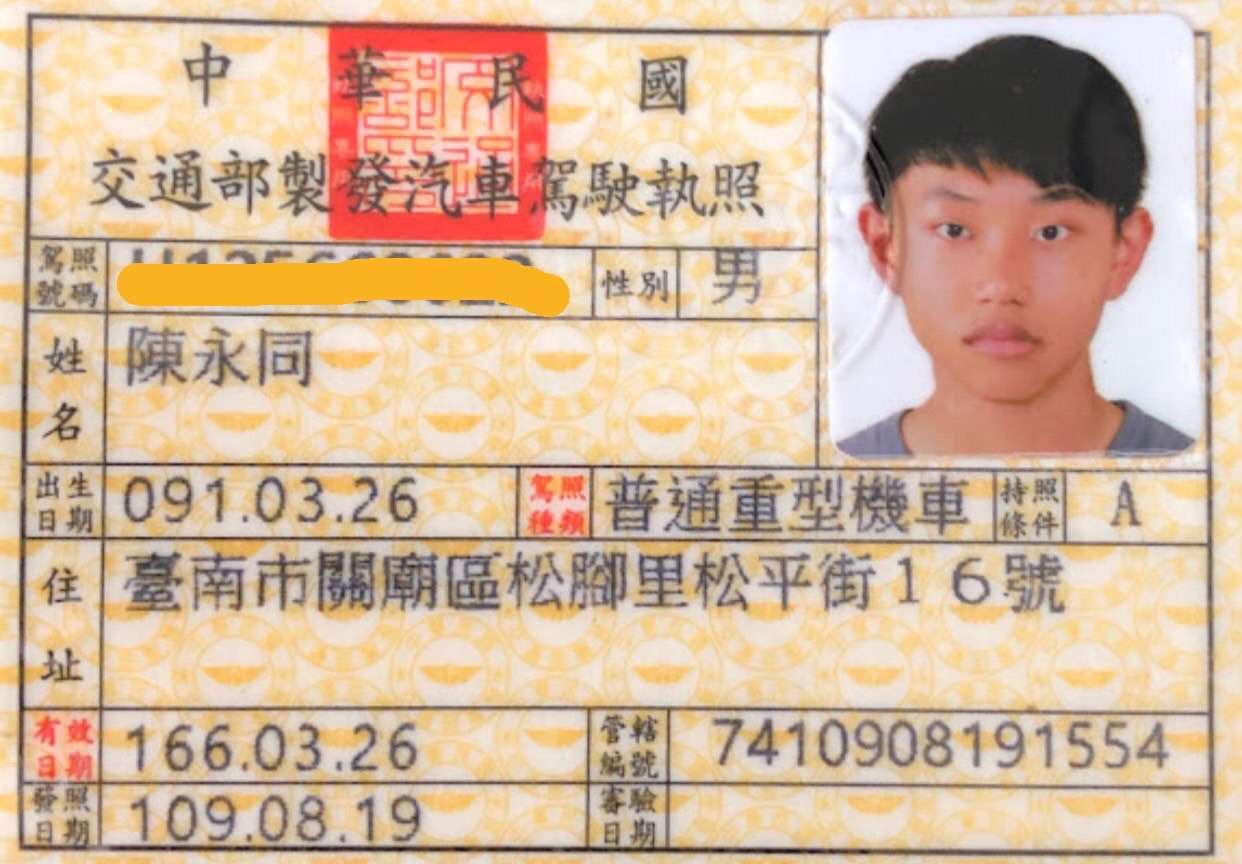 中華民國
交通部製發汽車駕駛執照
駕照號碼 性別 男
姓名 陳永同
出生日期 091.03.26 駕照種類 普通重型機車 持照條件 A
住址 臺南市關廟區松腳里松平街16號
有效日期 166.03.26 管轄編號 7410908191554
發照日期 109.08.19 審驗日期